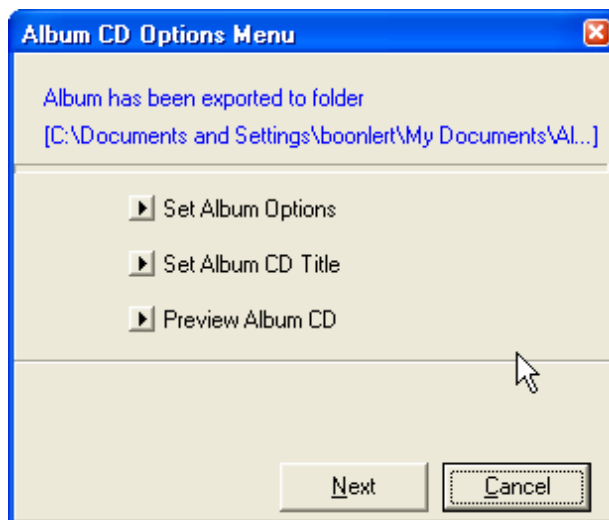 Album CD Options Menu
Album has been exported to folder
[C:\Documents and Settings\boonlert\My Documents\Al...]
Set Album Options
Set Album CD Title
Preview Album CD
Next
Cancel